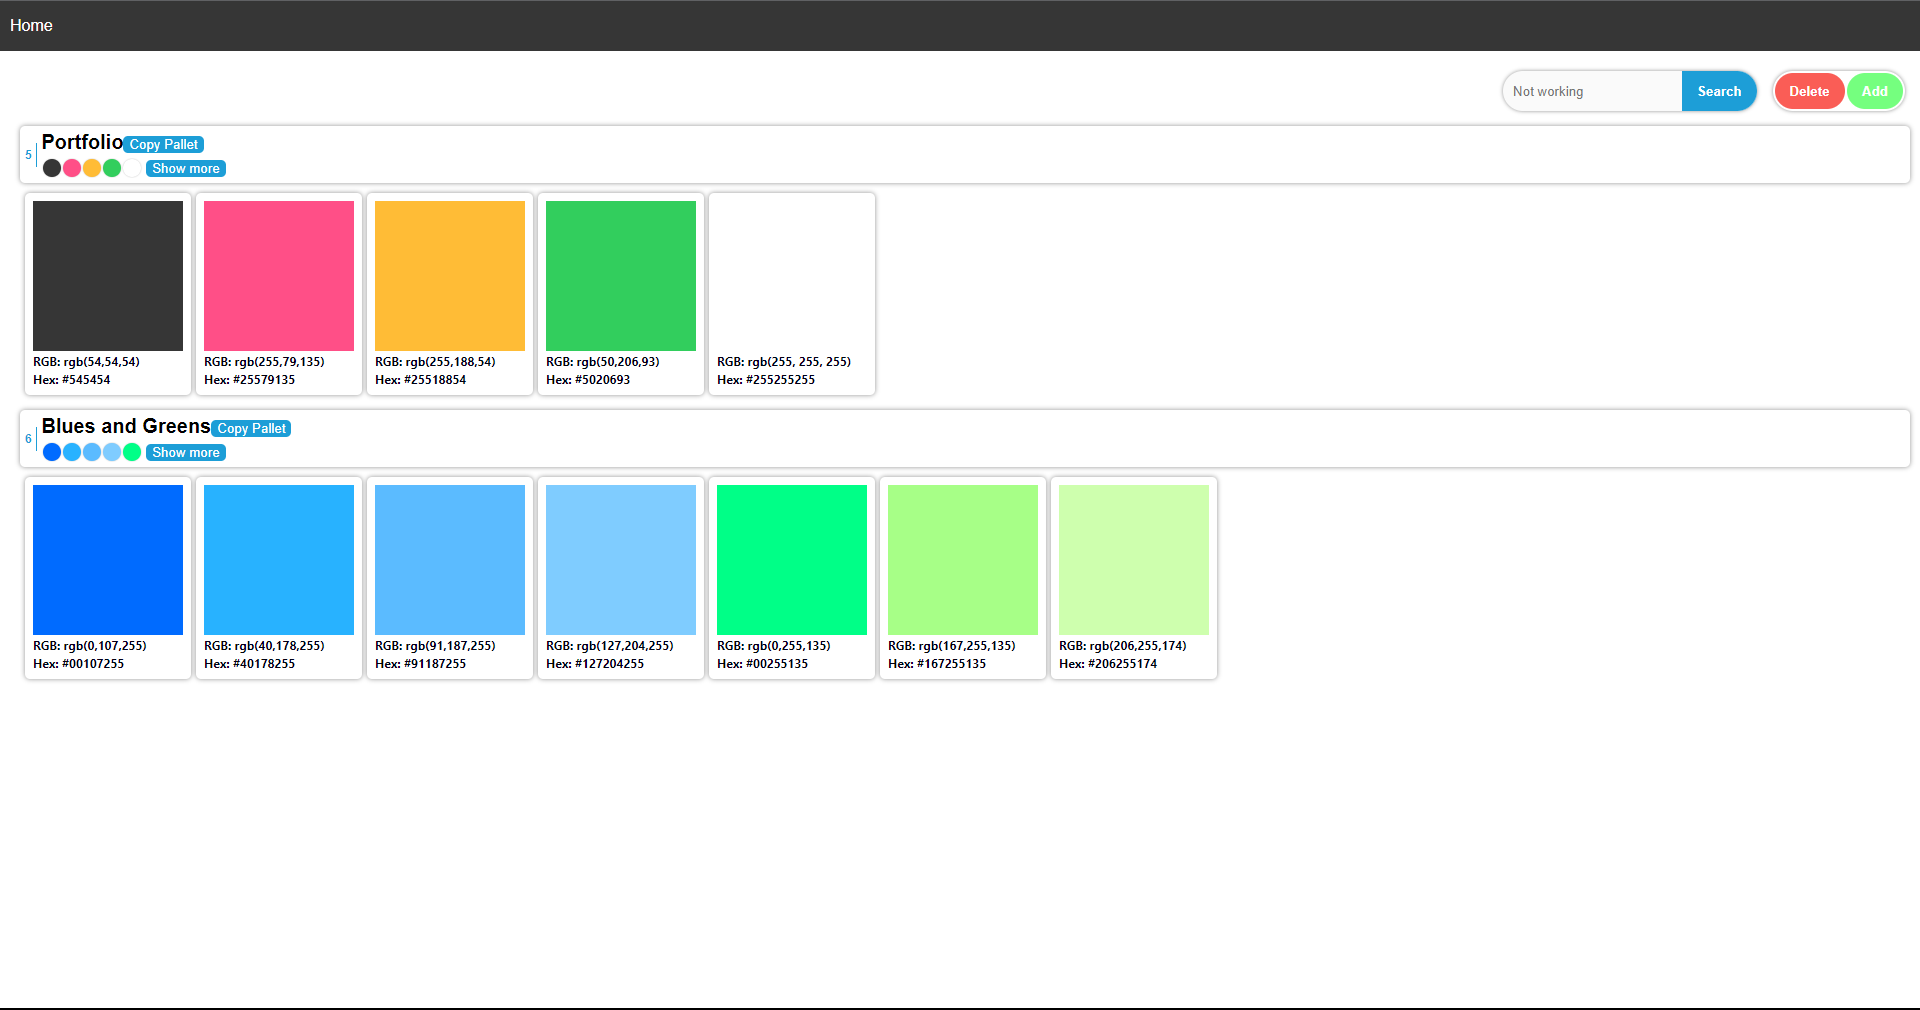 Home
Not working
Search
Delete
Add
5
Portfolio
Copy Pallet
Show more
RGB: rgb(54,54,54)
Hex: #545454
RGB: rgb(255,79,135)
Hex: #25579135
RGB: rgb(255,188,54)
Hex: #25518854
RGB: rgb(50,206,93)
Hex: #5020693
RGB: rgb(255, 255, 255)
Hex: #255255255
6
Blues and Greens
Copy Pallet
Show more
RGB: rgb(0,107,255)
Hex: #00107255
RGB: rgb(40,178,255)
Hex: #40178255
RGB: rgb(91,187,255)
Hex: #91187255
RGB: rgb(127,204,255)
Hex: #127204255
RGB: rgb(0,255,135)
Hex: #00255135
RGB: rgb(167,255,135)
Hex: #167255135
RGB: rgb(206,255,174)
Hex: #206255174